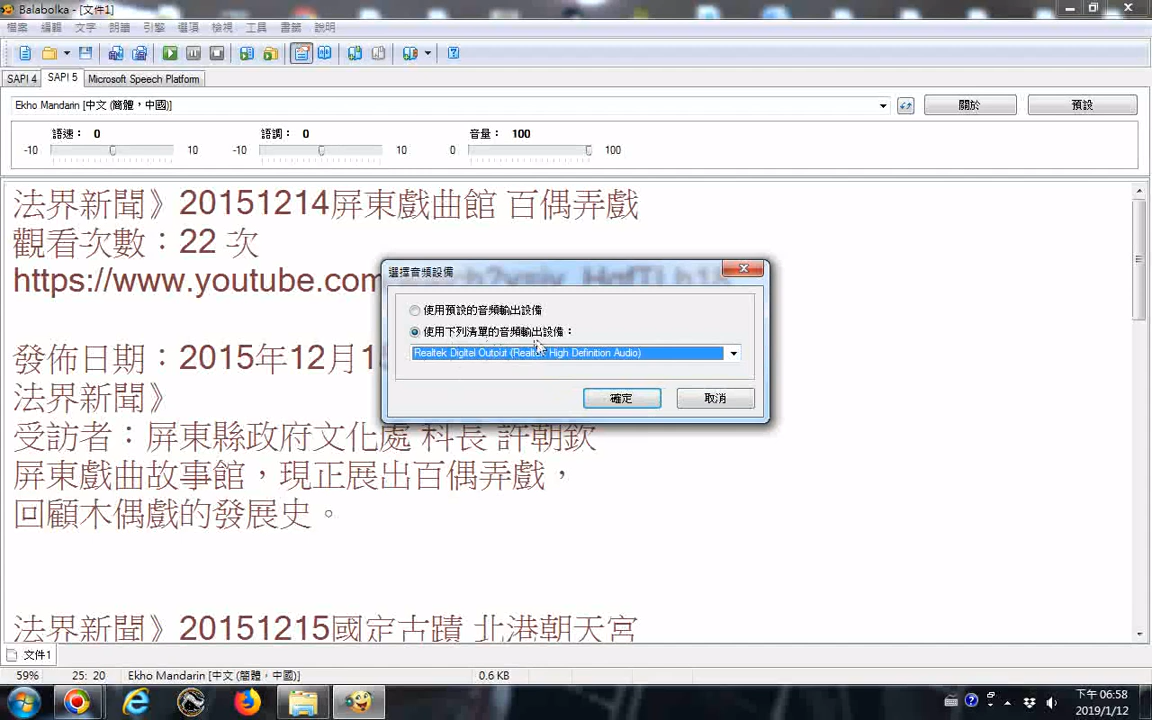 Balabolka - [文件1]
檔案 編輯 文字 朗讀 引擎 選項 檢視 工具 書籤 說明
SAPI 4 SAPI 5 Microsoft Speech Platform
Ekho Mandarin [中文 (簡體，中國)] 關於 預設
語速： 0 語調： 0 音量： 100
-10 10 -10 10 0 100
法界新聞》20151214屏東戲曲館 百偶弄戲
觀看次數：22 次
https://www.youtube.com
選擇音頻設備
使用預設的音頻輸出設備
使用下列清單的音頻輸出設備：
Realtek Digital Output (Realtek High Definition Audio)
確定 取消
發佈日期：2015年12月15
法界新聞》
受訪者：屏東縣政府文化處 科長 許朝欽
屏東戲曲故事館，現正展出百偶弄戲，
回顧木偶戲的發展史。
法界新聞》20151215國定古蹟 北港朝天宮
文件1
59% 25: 20 Ekho Mandarin [中文 (簡體，中國)] 0.6 KB
下午 06:58
2019/1/12